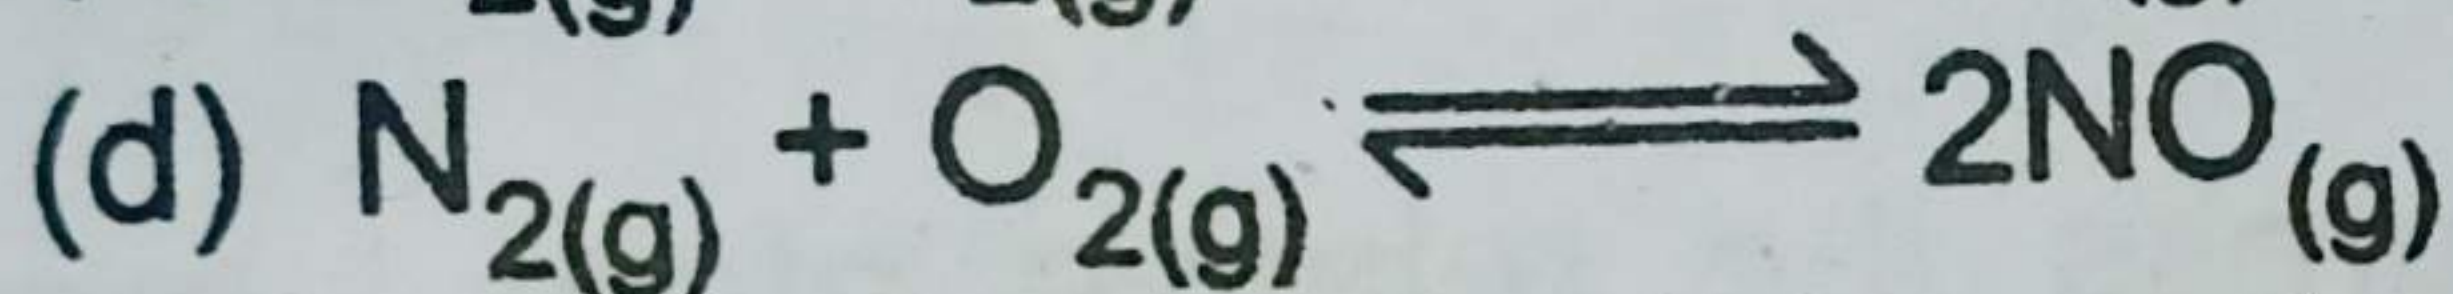 (d) N₂(g) + O₂(g) ⇌ 2NO(g)